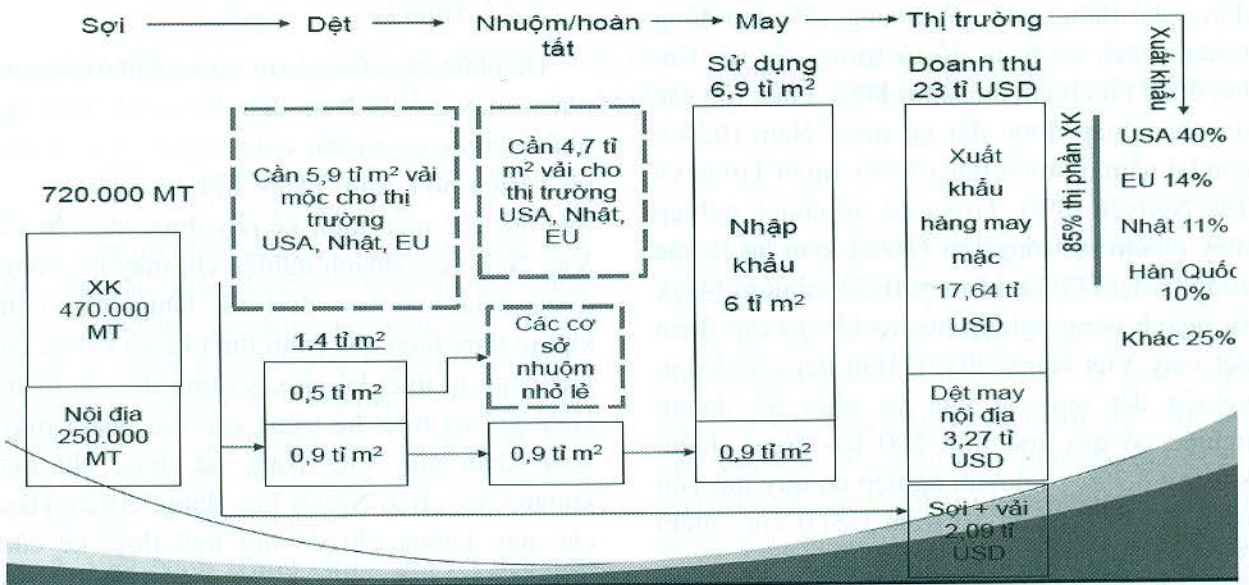 Sợi
Dệt
Nhuộm/hoàn
tất
May
Thị trường
Xuất khẩu
Sử dụng
6,9 tỉ m²
Doanh thu
23 tỉ USD
720.000 MT
Cần 5,9 tỉ m² vải
mộc cho thị
trường
USA, Nhật, EU
Cần 4,7 tỉ
m² vải cho
thị trường
USA, Nhật,
EU
Xuất
khẩu
hàng may
mặc
17,64 tỉ
USD
85% thị phần XK
USA 40%
EU 14%
Nhật 11%
Hàn Quốc
10%
Khác 25%
XK
470.000
MT
Nhập
khẩu
6 tỉ m²
1,4 tỉ m²
Các cơ
sở
nhuộm
nhỏ lẻ
0,5 tỉ m²
Nội địa
250.000
MT
0,9 tỉ m²
0,9 tỉ m²
0,9 tỉ m²
Dệt may
nội địa
3,27 tỉ
USD
Sợi + vải
2,09 tỉ
USD